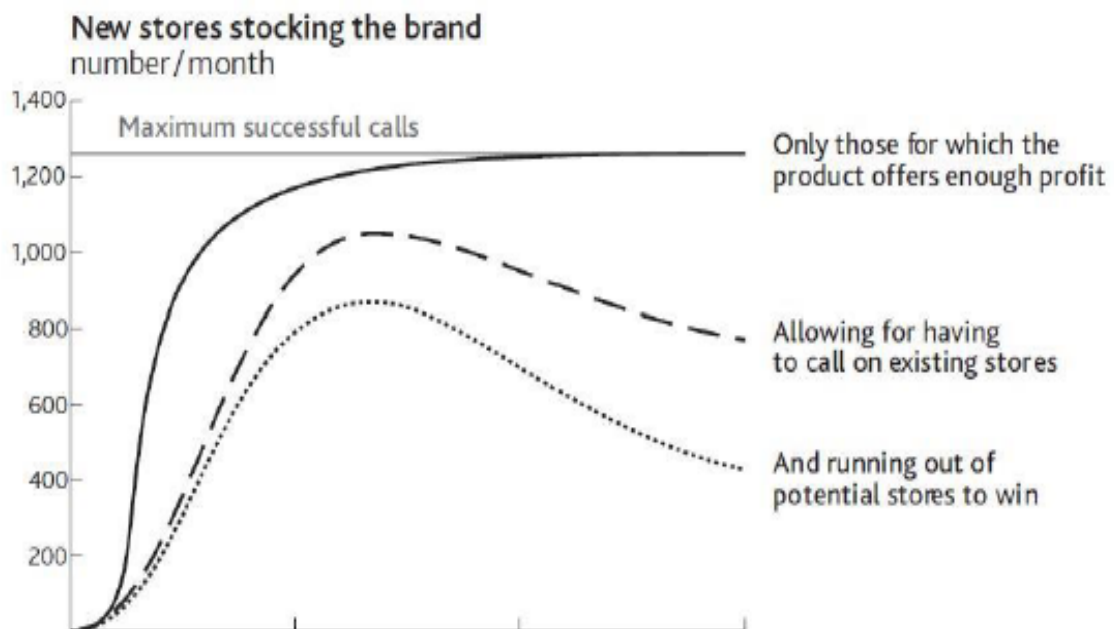 New stores stocking the brand
number/month
1,400
Maximum successful calls
Only those for which the
product offers enough profit
1,200
1,000
800
Allowing for having
to call on existing stores
600
And running out of
potential stores to win
400
200